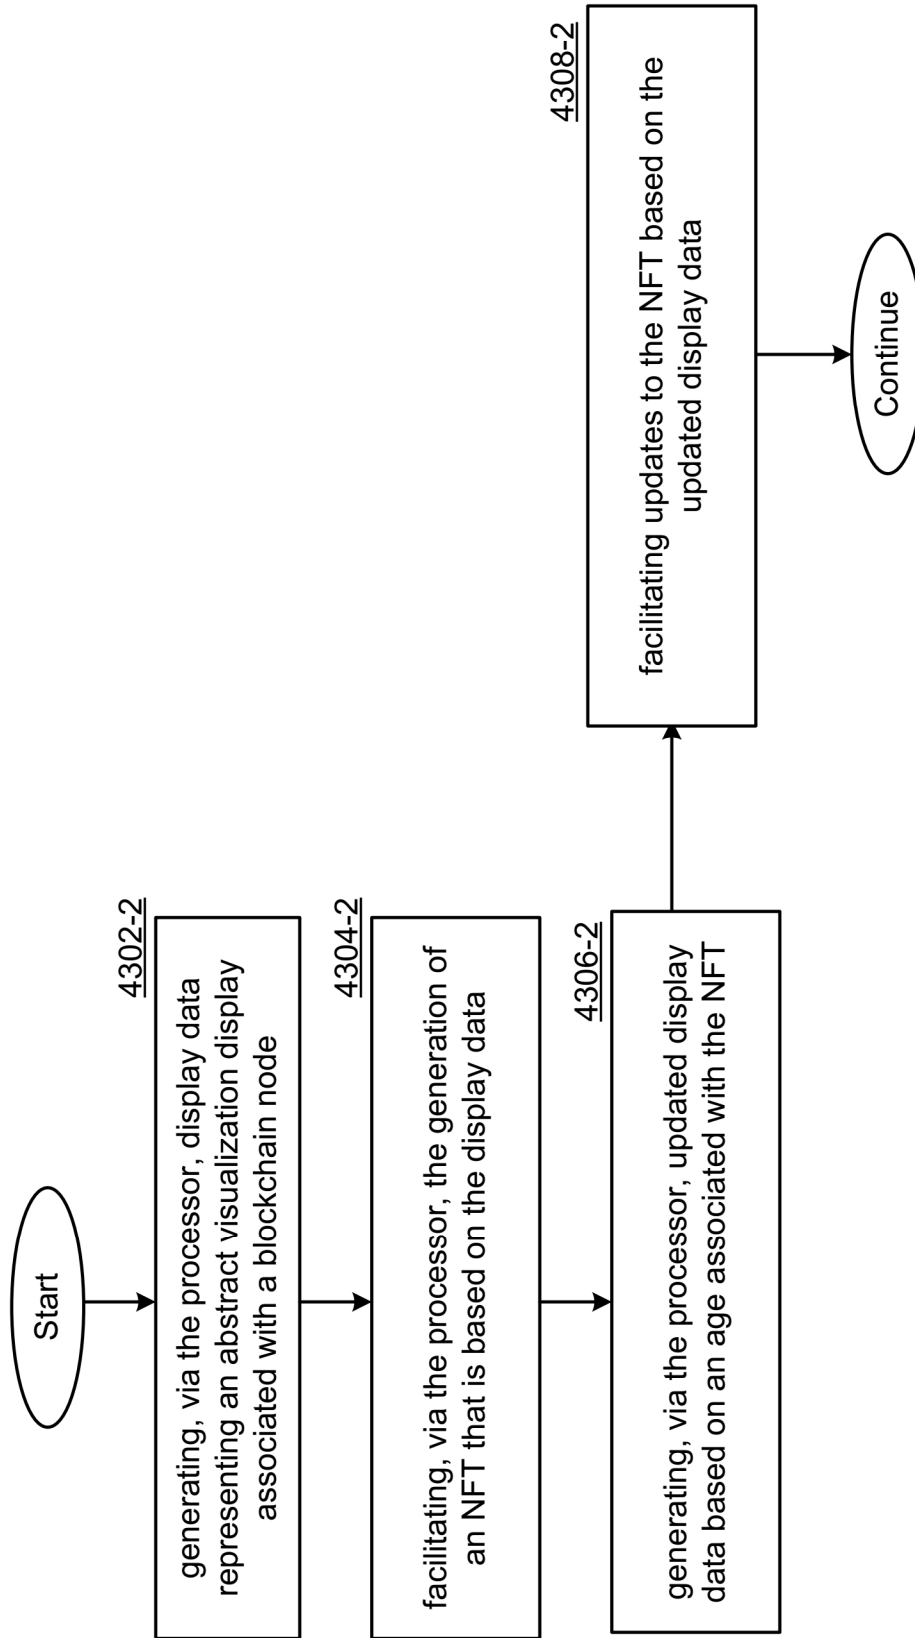 Start
4302-2
generating, via the processor, display data
representing an abstract visualization display
associated with a blockchain node
4304-2
facilitating, via the processor, the generation of
an NFT that is based on the display data
4306-2
generating, via the processor, updated display
data based on an age associated with the NFT
4308-2
facilitating updates to the NFT based on the
updated display data
Continue